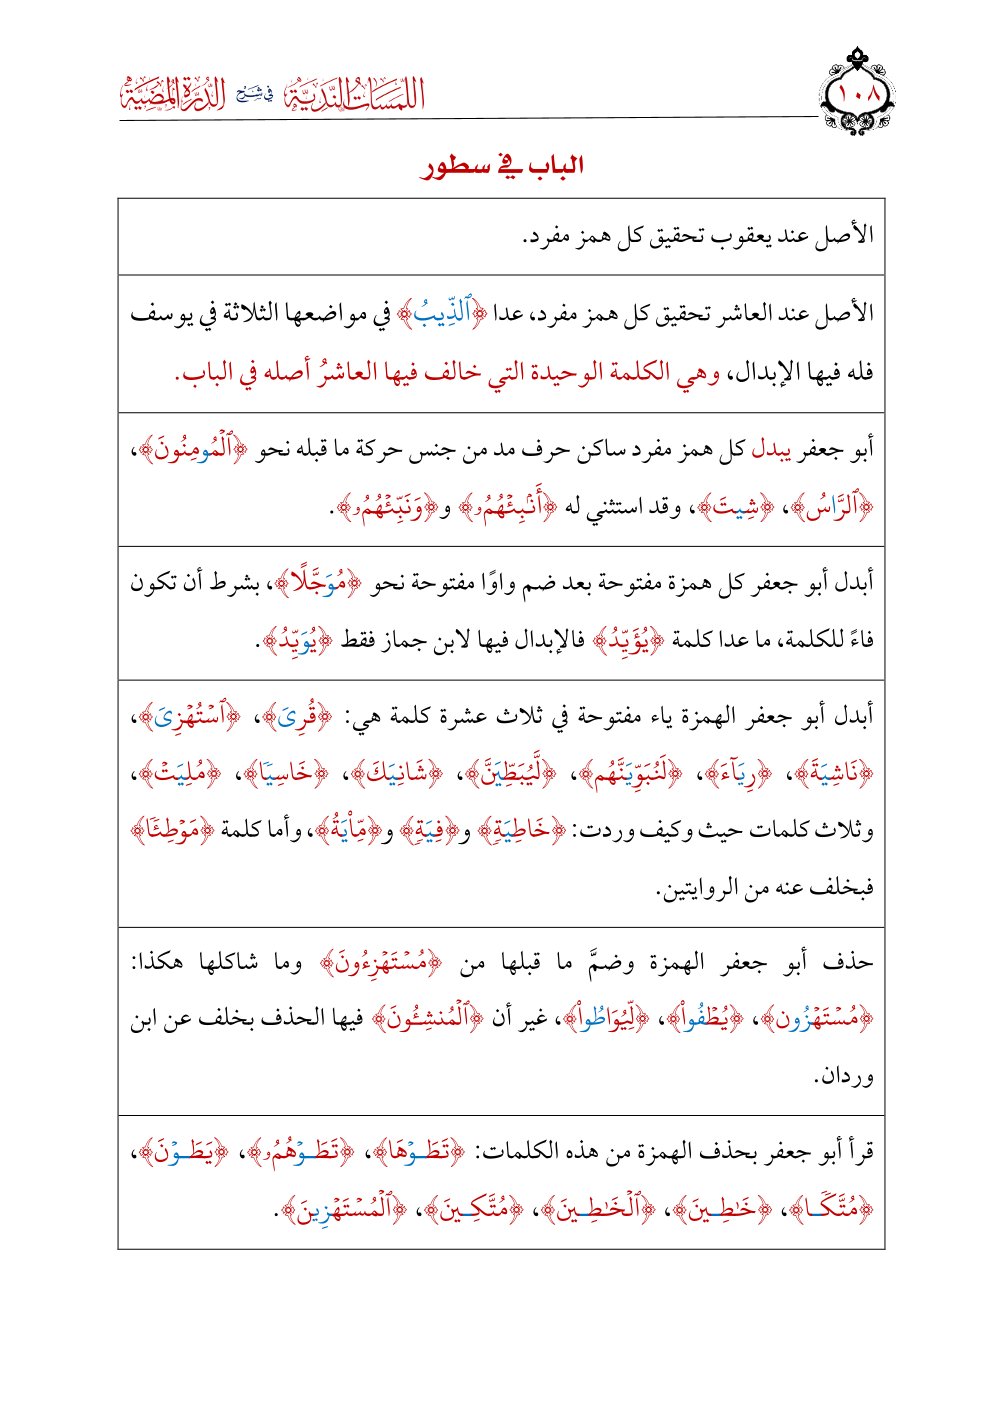 ١٠٨
اللمسات الندية في شرح الدرة المضية
الباب في سطور
الأصل عند يعقوب تحقيق كل همز مفرد.
الأصل عند العاشر تحقيق كل همز مفرد، عدا ﴿ٱلذِّيبُ﴾ في مواضعها الثلاثة في يوسف
فله فيها الإبدال، وهي الكلمة الوحيدة التي خالف فيها العاشرُ أصله في الباب.
أبو جعفر يبدل كل همز مفرد ساكن حرف مد من جنس حركة ما قبله نحو ﴿ٱلْمُومِنُونَ﴾،
﴿ٱلرَّاسُ﴾، ﴿شِيتَ﴾، وقد استثني له ﴿أَنۢبِئْهُمُۥ﴾ و﴿وَنَبِّئْهُمُۥ﴾.
أبدل أبو جعفر كل همزة مفتوحة بعد ضم واوًا مفتوحة نحو ﴿مُوَجَّلًا﴾، بشرط أن تكون
فاءً للكلمة، ما عدا كلمة ﴿يُؤَيِّدُ﴾ فالإبدال فيها لابن جماز فقط ﴿يُوَيِّدُ﴾.
أبدل أبو جعفر الهمزة ياء مفتوحة في ثلاث عشرة كلمة هي: ﴿قُرِىَ﴾، ﴿ٱسْتُهْزِىَ﴾،
﴿نَاشِيَةَ﴾، ﴿رِيَآءَ﴾، ﴿لَنُبَوِّيَنَّهُم﴾، ﴿لَّيُبَطِّيَنَّ﴾، ﴿شَانِيَكَ﴾، ﴿خَاسِيًا﴾، ﴿مُلِيَتْ﴾،
وثلاث كلمات حيث وكيف وردت: ﴿خَاطِيَةٍ﴾ و﴿فِيَةٍ﴾ و﴿مِّاْيَةُ﴾، وأما كلمة ﴿مَوْطِئًا﴾
فبخلف عنه من الروايتين.
حذف أبو جعفر الهمزة وضمَّ ما قبلها من ﴿مُسْتَهْزِءُونَ﴾ وما شاكلها هكذا:
﴿مُسْتَهْزُون﴾، ﴿يُطْفُواْ﴾، ﴿لِّيُوَاطُواْ﴾، غير أن ﴿ٱلْمُنشِـُٔونَ﴾ فيها الحذف بخلف عن ابن
وردان.
قرأ أبو جعفر بحذف الهمزة من هذه الكلمات: ﴿تَطَـوْهَا﴾، ﴿تَطَـوْهُمُۥ﴾، ﴿يَطَـوْنَ﴾،
﴿مُتَّكًـا﴾، ﴿خَٰطِـينَ﴾، ﴿ٱلْخَٰطِـينَ﴾، ﴿مُتَّكِـينَ﴾، ﴿ٱلْمُسْتَهْزِينَ﴾.